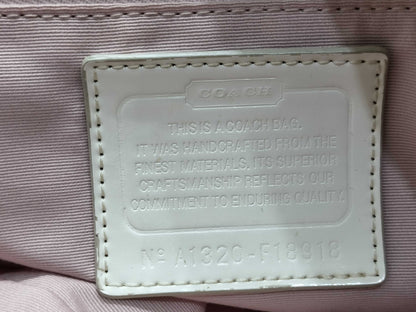 COACH
THIS IS A COACH BAG.
IT WAS HANDCRAFTED FROM THE
FINEST MATERIALS. ITS SUPERIOR
CRAFTSMANSHIP REFLECTS OUR
COMMITMENT TO ENDURING QUALITY.
Nº A1320-F18918